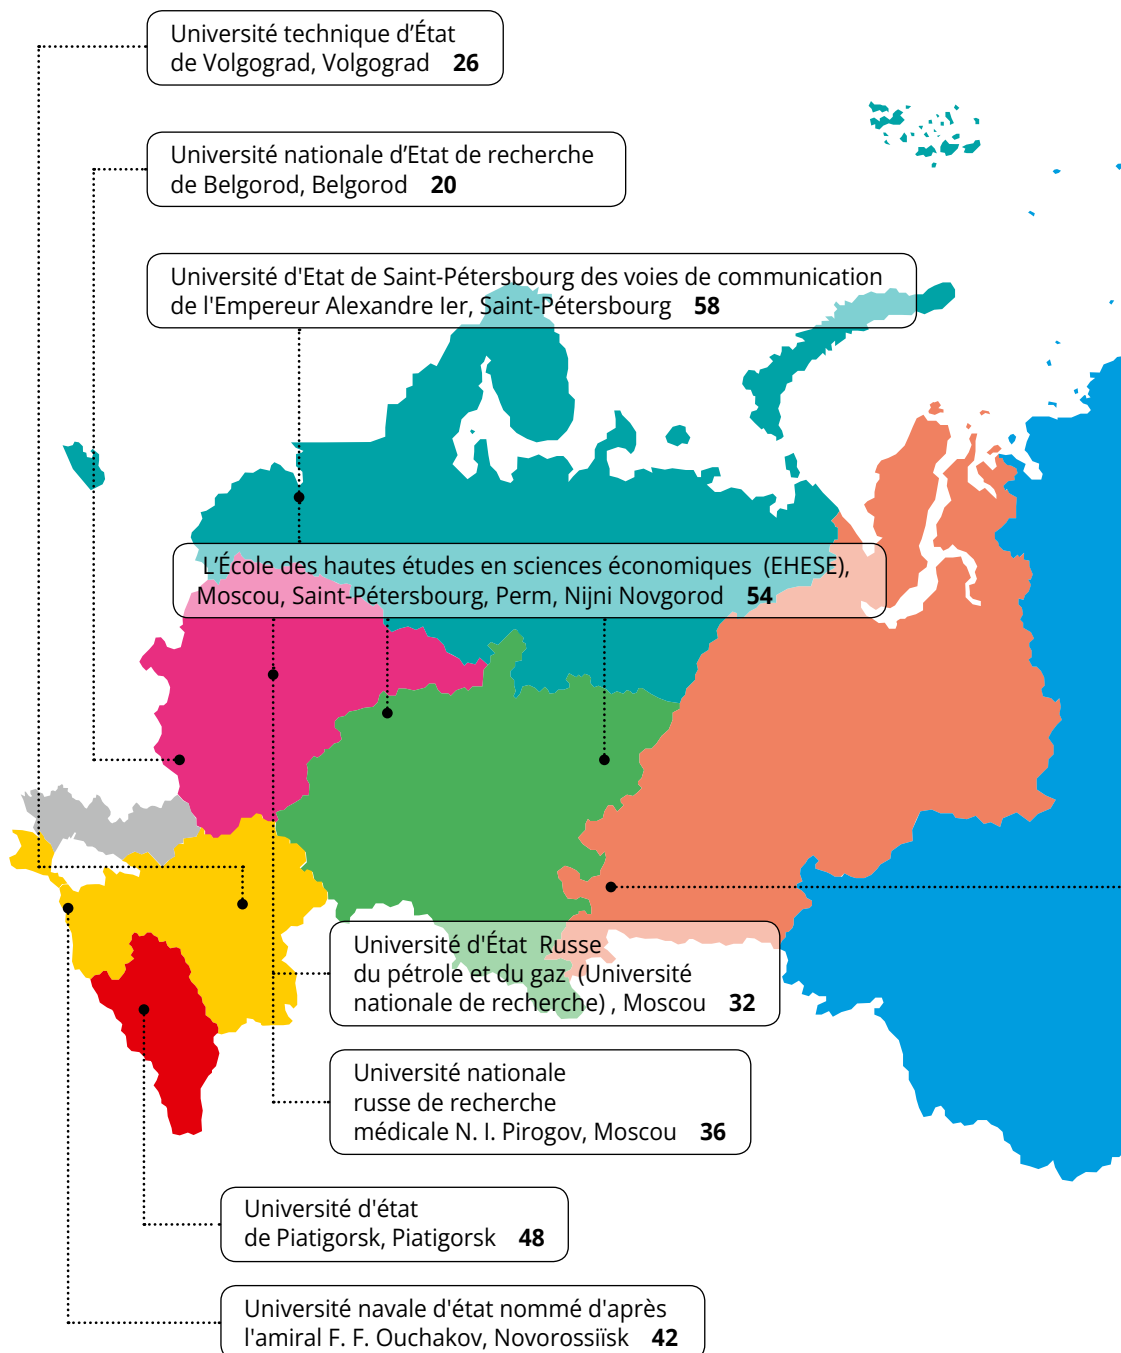 Université technique d’État
de Volgograd, Volgograd 26
Université nationale d’Etat de recherche
de Belgorod, Belgorod 20
Université d'Etat de Saint-Pétersbourg des voies de communication
de l'Empereur Alexandre Ier, Saint-Pétersbourg 58
L’École des hautes études en sciences économiques (EHESE),
Moscou, Saint-Pétersbourg, Perm, Nijni Novgorod 54
Université d'État Russe
du pétrole et du gaz (Université
nationale de recherche) , Moscou 32
Université nationale
russe de recherche
médicale N. I. Pirogov, Moscou 36
Université d'état
de Piatigorsk, Piatigorsk 48
Université navale d'état nommé d'après
l'amiral F. F. Ouchakov, Novorossiïsk 42